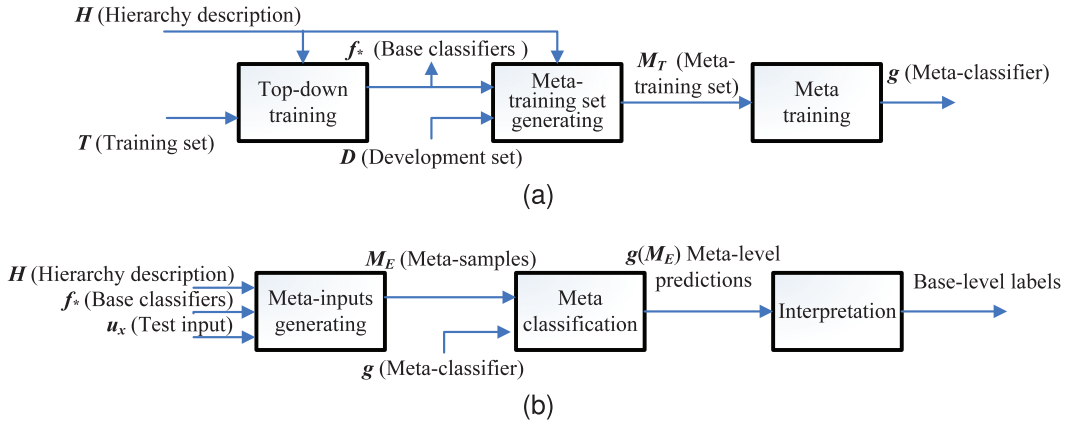 H (Hierarchy description)
f* (Base classifiers )
Top-down
training
Meta-
training set
generating
M_T (Meta-
training set)
Meta
training
g (Meta-classifier)
T (Training set)
D (Development set)
(a)
H (Hierarchy description)
f* (Base classifiers)
u_x (Test input)
Meta-inputs
generating
M_E (Meta-samples)
Meta
classification
g (Meta-classifier)
g(M_E) Meta-level
predictions
Interpretation
Base-level labels
(b)